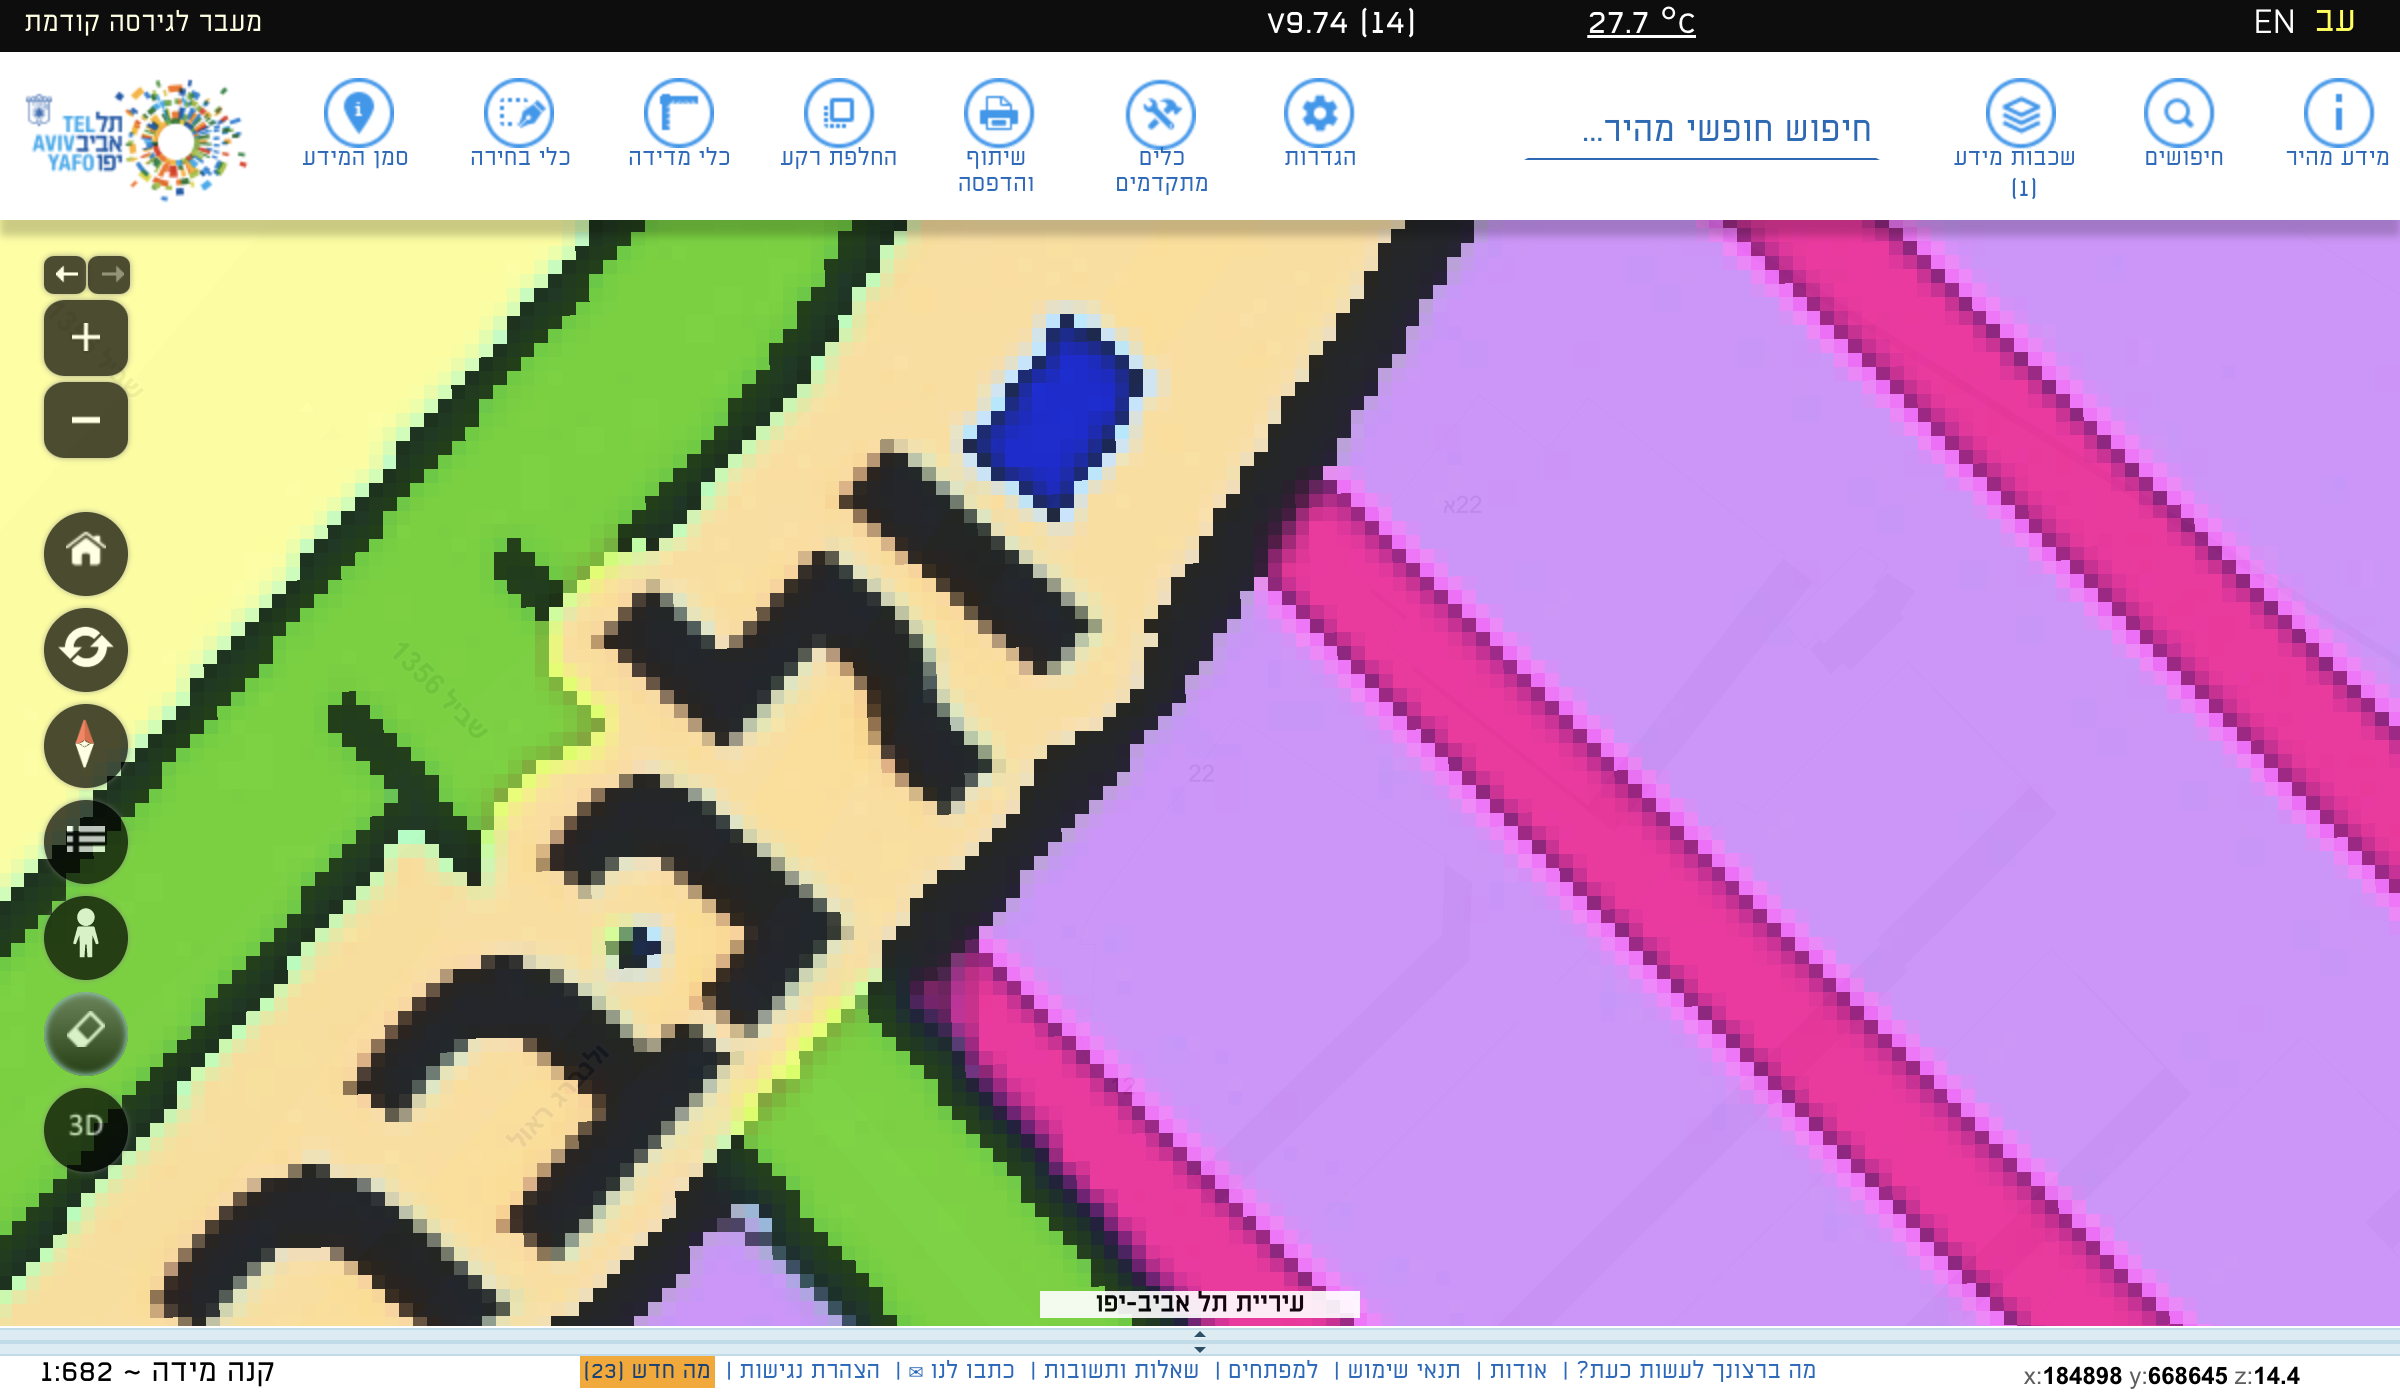 עב EN
27.7 °C
V9.74 (14)
מעבר לגירסה קודמת
מידע מהיר
חיפושים
שכבות מידע
(1)
חיפוש חופשי מהיר...
הגדרות
כלים
מתקדמים
שיתוף
והדפסה
החלפת רקע
כלי מדידה
כלי בחירה
סמן המידע
תל אביב יפו
TEL AVIV YAFO
22א
שביל 1356
22
ולנברג ראול
3D
עיריית תל אביב-יפו
מה ברצונך לעשות כעת? | אודות | תנאי שימוש | למפתחים | שאלות ותשובות | כתבו לנו ✉ | הצהרת נגישות | מה חדש (23)
קנה מידה ~ 1:682
x:184898 y:668645 z:14.4